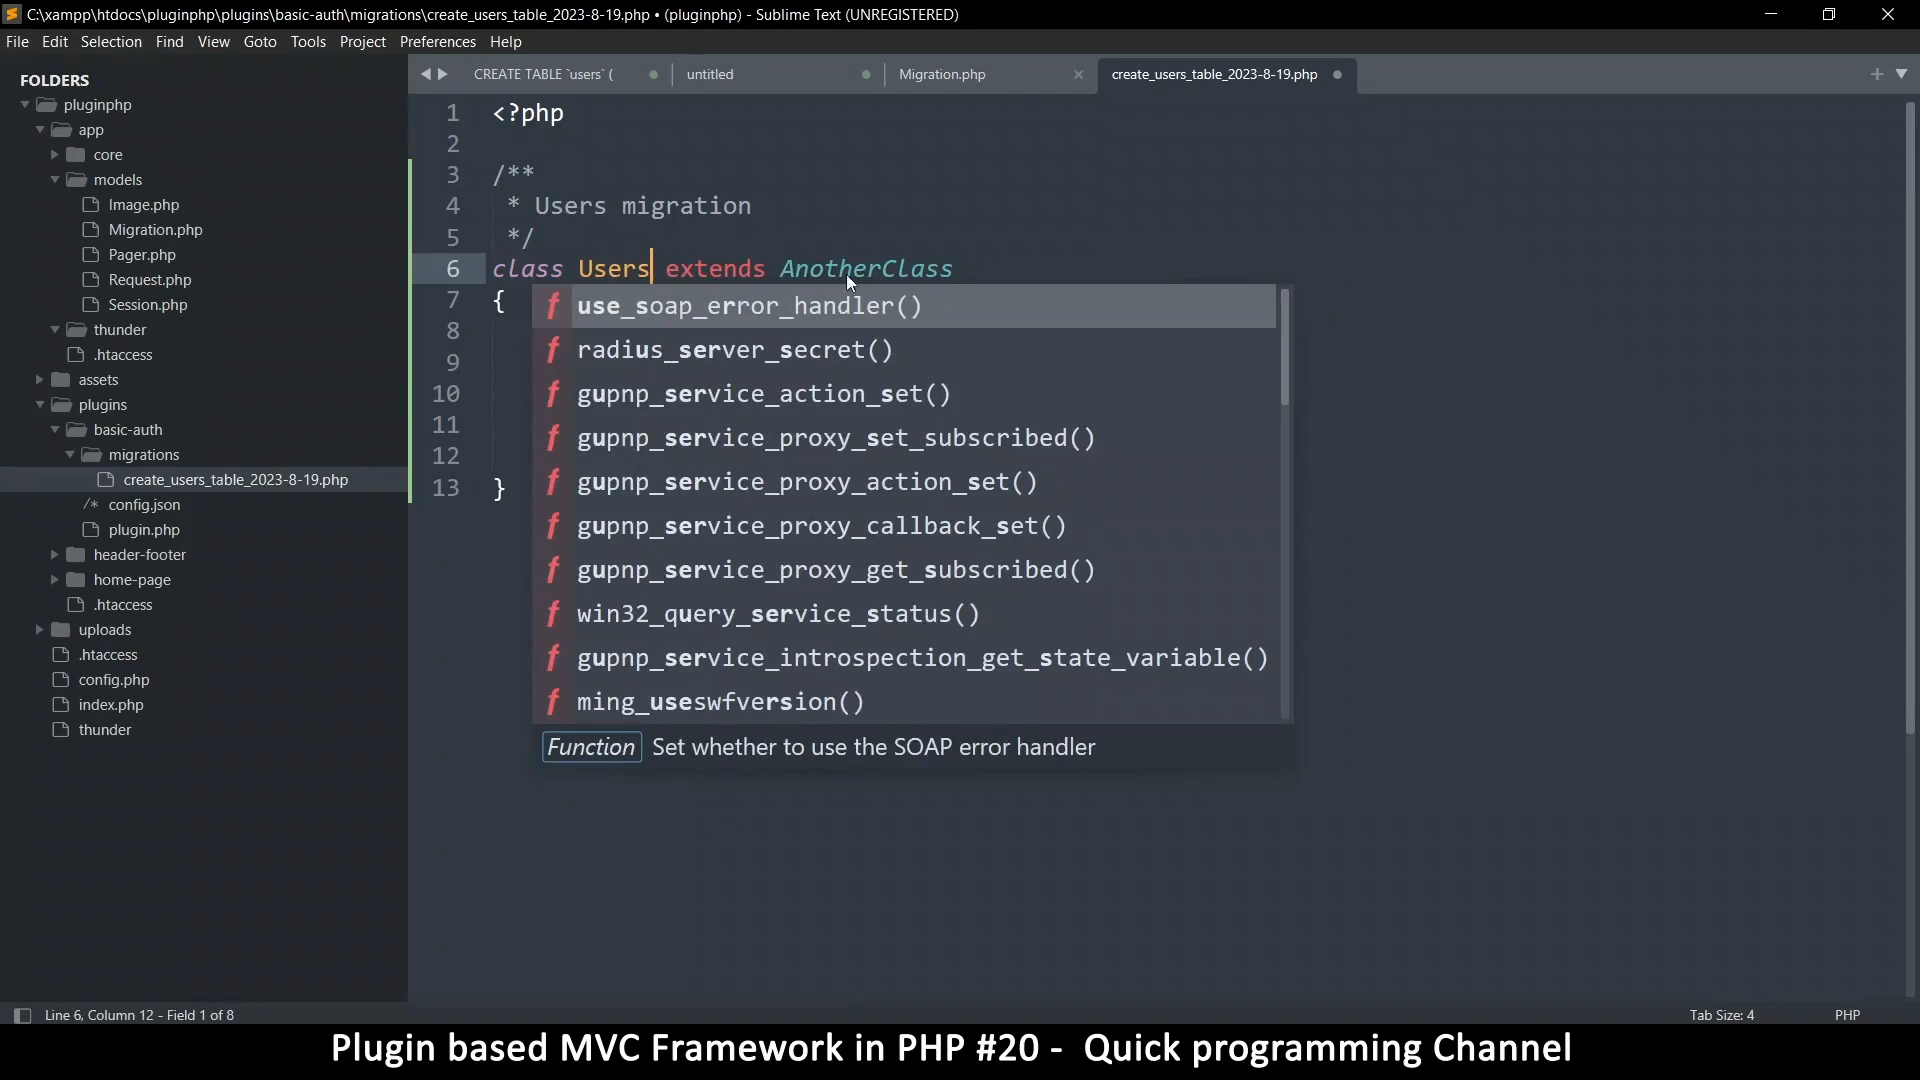 C:\xampp\htdocs\pluginphp\plugins\basic-auth\migrations\create_users_table_2023-8-19.php • (pluginphp) - Sublime Text (UNREGISTERED)
File Edit Selection Find View Goto Tools Project Preferences Help
FOLDERS
pluginphp
app
core
models
Image.php
Migration.php
Pager.php
Request.php
Session.php
thunder
.htaccess
assets
plugins
basic-auth
migrations
create_users_table_2023-8-19.php
/* config.json
plugin.php
header-footer
home-page
.htaccess
uploads
.htaccess
config.php
index.php
thunder
CREATE TABLE `users` (
untitled
Migration.php
create_users_table_2023-8-19.php
1 <?php
2
3 /**
4 * Users migration
5 */
6 class Users extends AnotherClass
7 {
8
9
10
11
12
13 }
f use_soap_error_handler()
f radius_server_secret()
f gupnp_service_action_set()
f gupnp_service_proxy_set_subscribed()
f gupnp_service_proxy_action_set()
f gupnp_service_proxy_callback_set()
f gupnp_service_proxy_get_subscribed()
f win32_query_service_status()
f gupnp_service_introspection_get_state_variable()
f ming_useswfversion()
Function Set whether to use the SOAP error handler
Line 6, Column 12 - Field 1 of 8
Tab Size: 4
PHP
Plugin based MVC Framework in PHP #20 - Quick programming Channel